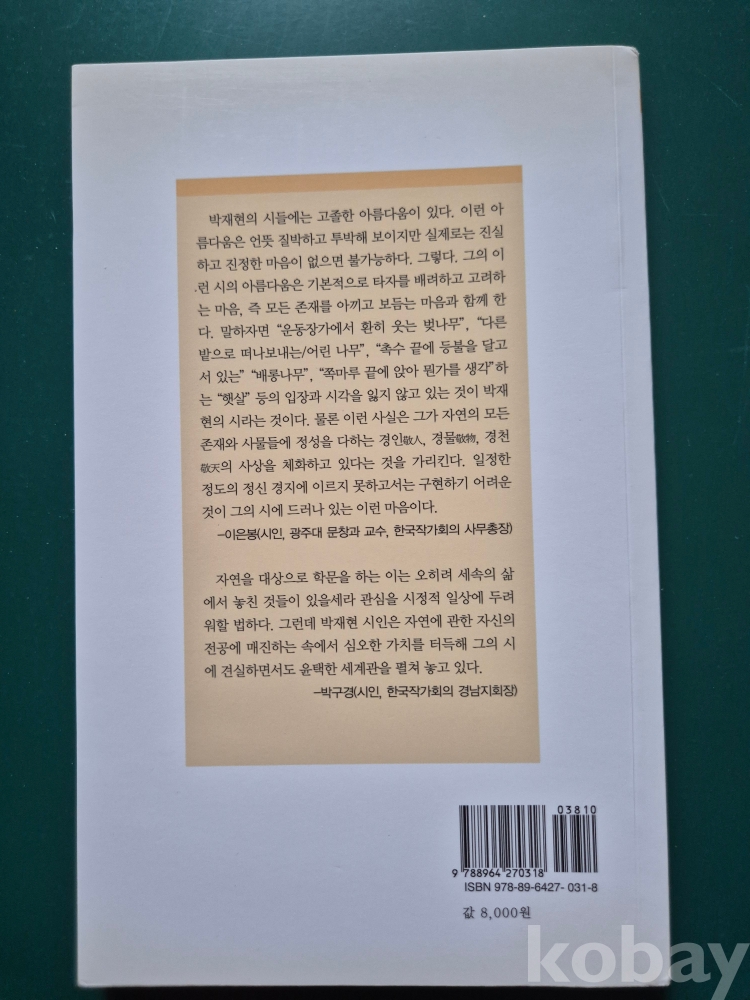 박재현의 시들에는 고졸한 아름다움이 있다. 이런 아
름다움은 언뜻 질박하고 투박해 보이지만 실제로는 진실
하고 진정한 마음이 없으면 불가능하다. 그렇다. 그의 이
런 시의 아름다움은 기본적으로 타자를 배려하고 고려하
는 마음, 즉 모든 존재를 아끼고 보듬는 마음과 함께 한
다. 말하자면 “운동장가에서 환히 웃는 벚나무”, “다른
밭으로 떠나보내는/어린 나무”, “촉수 끝에 등불을 달고
서 있는” “배롱나무”, “쪽마루 끝에 앉아 뭔가를 생각”하
는 “햇살” 등의 입장과 시각을 잃지 않고 있는 것이 박재
현의 시라는 것이다. 물론 이런 사실은 그가 자연의 모든
존재와 사물들에 정성을 다하는 경인敬人, 경물敬物, 경천
敬天의 사상을 체화하고 있다는 것을 가리킨다. 일정한
정도의 정신 경지에 이르지 못하고서는 구현하기 어려운
것이 그의 시에 드러나 있는 이런 마음이다.
-이은봉(시인, 광주대 문창과 교수, 한국작가회의 사무총장)
자연을 대상으로 학문을 하는 이는 오히려 세속의 삶
에서 놓친 것들이 있을세라 관심을 시정적 일상에 두려
워할 법하다. 그런데 박재현 시인은 자연에 관한 자신의
전공에 매진하는 속에서 심오한 가치를 터득해 그의 시
에 견실하면서도 윤택한 세계관을 펼쳐 놓고 있다.
-박구경(시인, 한국작가회의 경남지회장)
03810
9 788964 270318
ISBN 978-89-6427- 031-8
값 8,000원
kobay